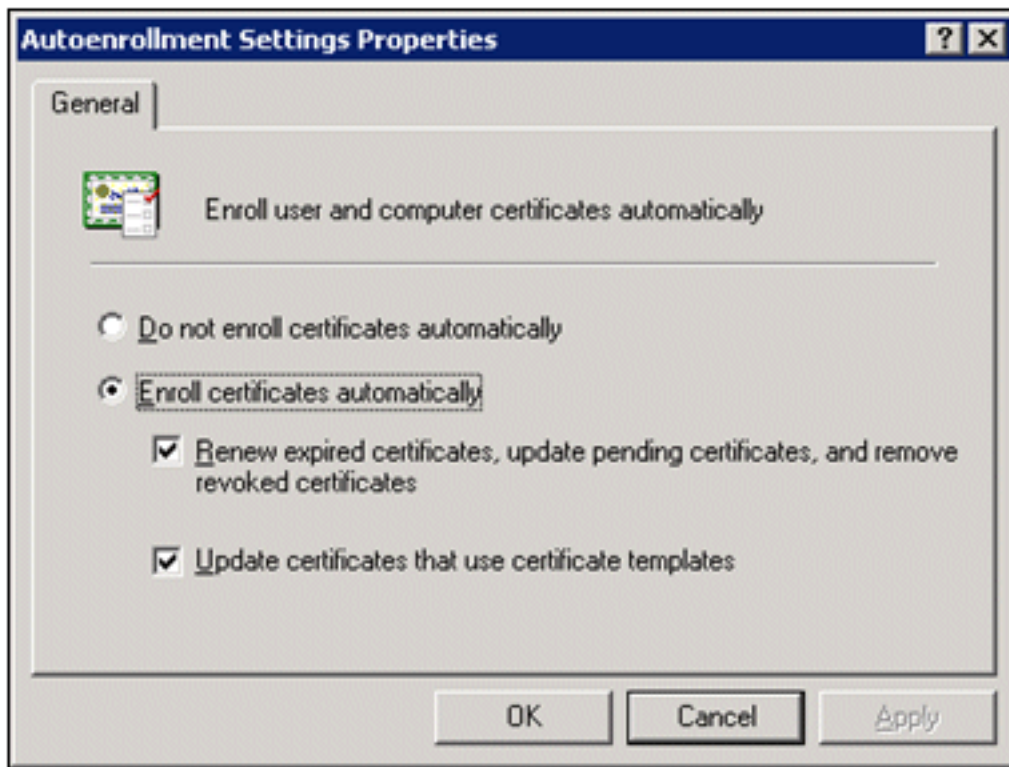 Autoenrollment Settings Properties
General
Enroll user and computer certificates automatically
Do not enroll certificates automatically
Enroll certificates automatically
Renew expired certificates, update pending certificates, and remove
revoked certificates
Update certificates that use certificate templates
OK
Cancel
Apply